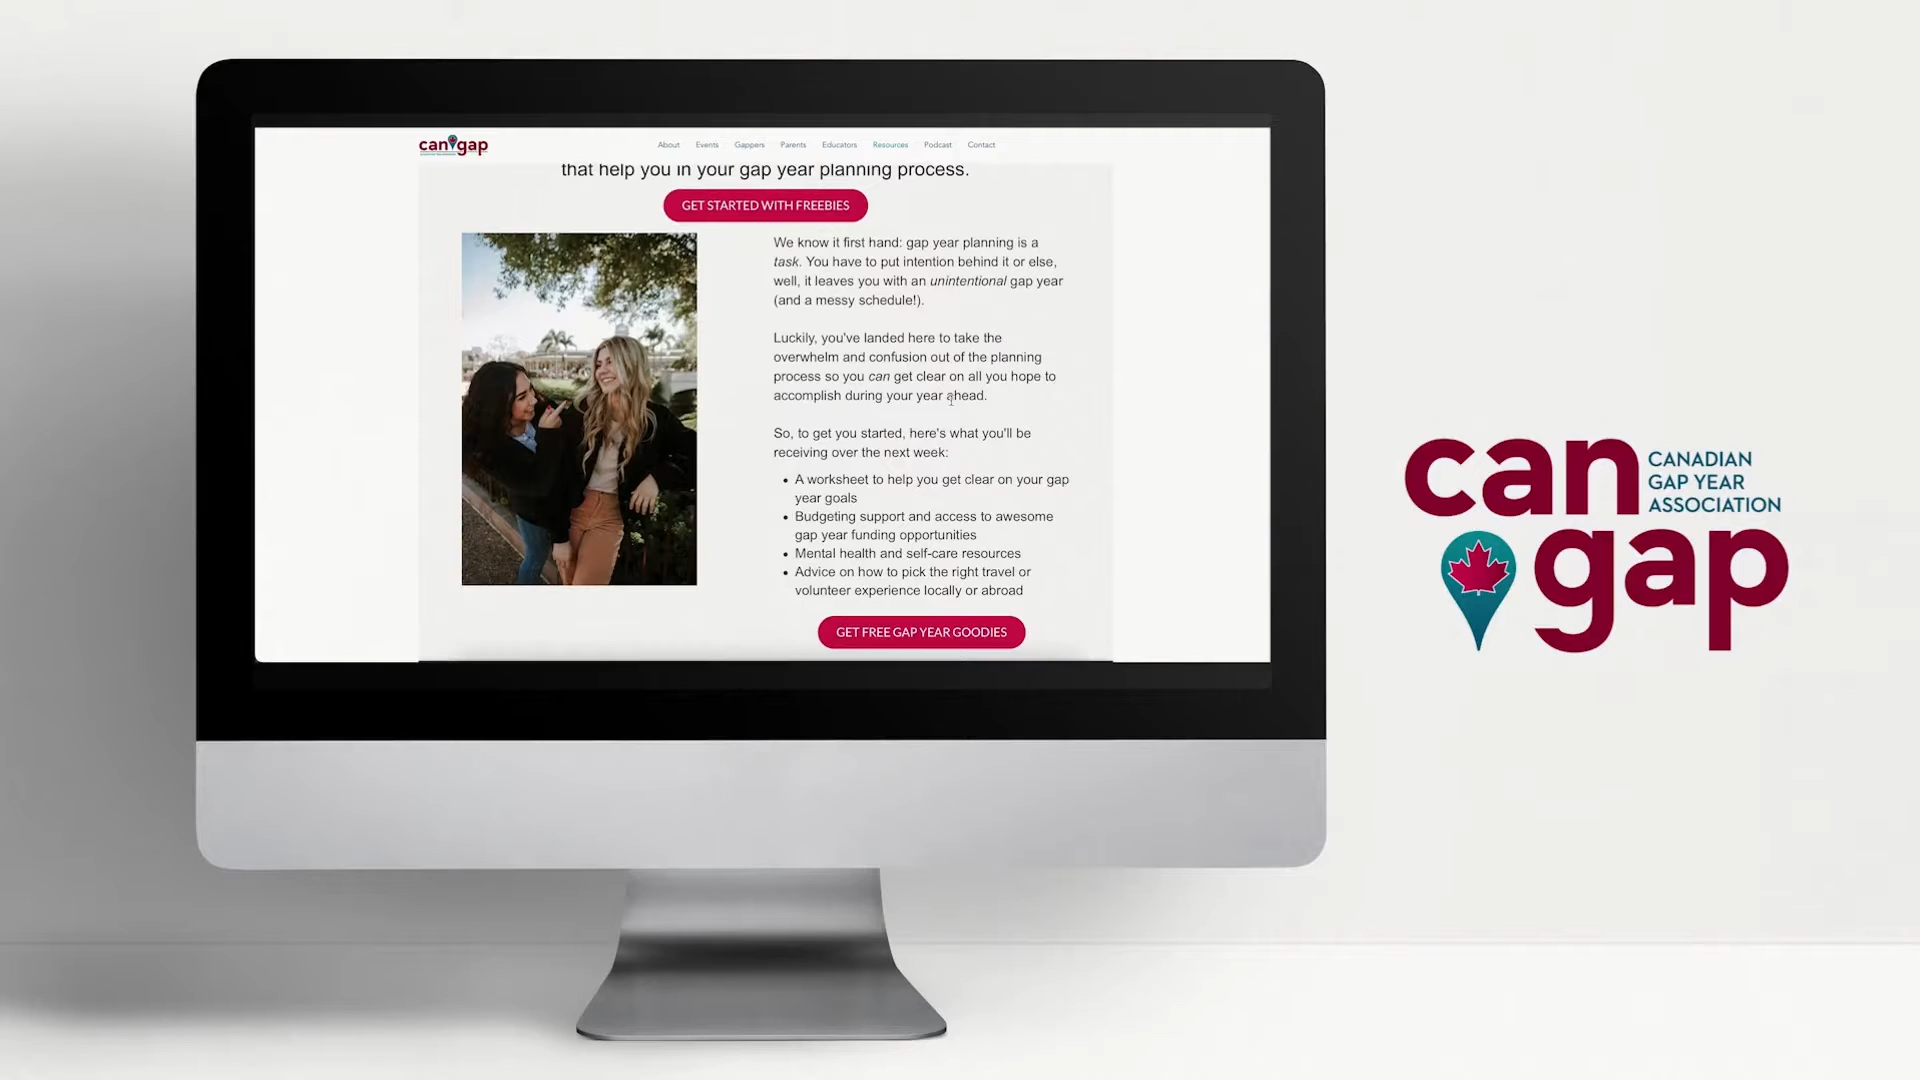 can gap
About Events Gappers Parents Educators Resources Podcast Contact
that help you in your gap year planning process.
GET STARTED WITH FREEBIES
We know it first hand: gap year planning is a
task. You have to put intention behind it or else,
well, it leaves you with an unintentional gap year
(and a messy schedule!).
Luckily, you've landed here to take the
overwhelm and confusion out of the planning
process so you can get clear on all you hope to
accomplish during your year ahead.
So, to get you started, here's what you'll be
receiving over the next week:
• A worksheet to help you get clear on your gap
year goals
• Budgeting support and access to awesome
gap year funding opportunities
• Mental health and self-care resources
• Advice on how to pick the right travel or
volunteer experience locally or abroad
GET FREE GAP YEAR GOODIES
can
CANADIAN
GAP YEAR
ASSOCIATION
gap